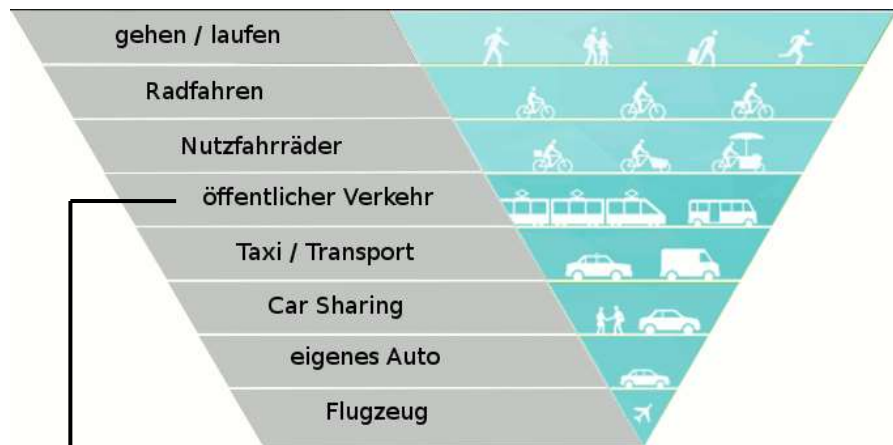 gehen / laufen
Radfahren
Nutzfahrräder
öffentlicher Verkehr
Taxi / Transport
Car Sharing
eigenes Auto
Flugzeug